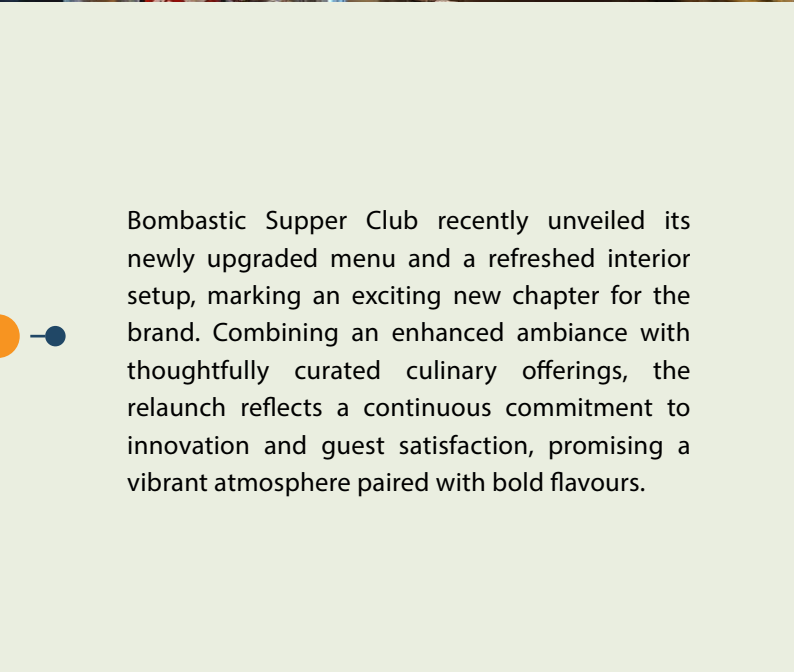 Bombastic Supper Club recently unveiled its
newly upgraded menu and a refreshed interior
setup, marking an exciting new chapter for the
brand. Combining an enhanced ambiance with
thoughtfully curated culinary offerings, the
relaunch reflects a continuous commitment to
innovation and guest satisfaction, promising a
vibrant atmosphere paired with bold flavours.